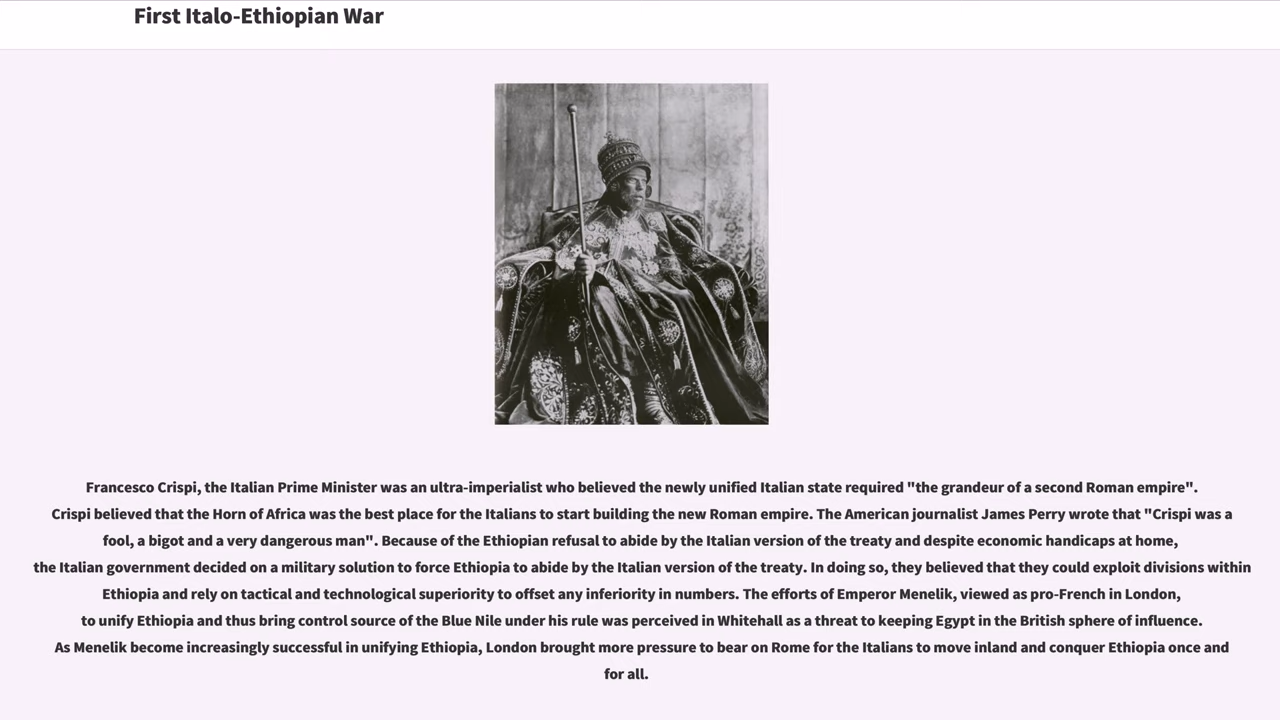 First Italo-Ethiopian War
Francesco Crispi, the Italian Prime Minister was an ultra-imperialist who believed the newly unified Italian state required "the grandeur of a second Roman empire".
Crispi believed that the Horn of Africa was the best place for the Italians to start building the new Roman empire. The American journalist James Perry wrote that "Crispi was a
fool, a bigot and a very dangerous man". Because of the Ethiopian refusal to abide by the Italian version of the treaty and despite economic handicaps at home,
the Italian government decided on a military solution to force Ethiopia to abide by the Italian version of the treaty. In doing so, they believed that they could exploit divisions within
Ethiopia and rely on tactical and technological superiority to offset any inferiority in numbers. The efforts of Emperor Menelik, viewed as pro-French in London,
to unify Ethiopia and thus bring control source of the Blue Nile under his rule was perceived in Whitehall as a threat to keeping Egypt in the British sphere of influence.
As Menelik become increasingly successful in unifying Ethiopia, London brought more pressure to bear on Rome for the Italians to move inland and conquer Ethiopia once and
for all.